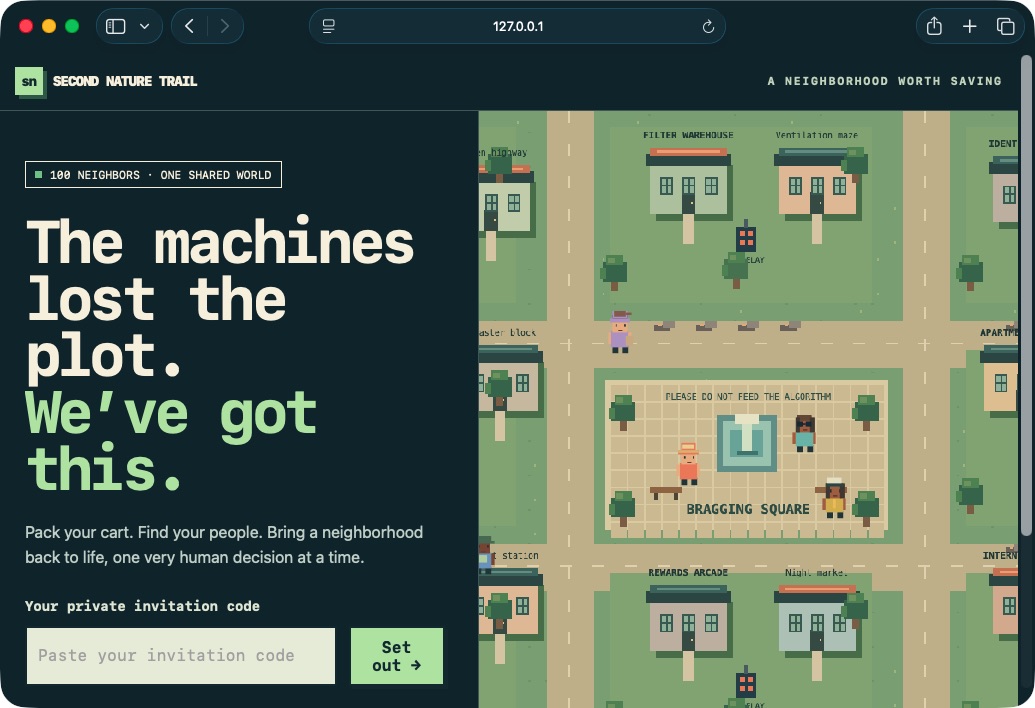 127.0.0.1
sn SECOND NATURE TRAIL
A NEIGHBORHOOD WORTH SAVING
100 NEIGHBORS · ONE SHARED WORLD
The machines
lost the
plot.
We've got
this.
Pack your cart. Find your people. Bring a neighborhood
back to life, one very human decision at a time.
Your private invitation code
Paste your invitation code
Set
out →
FILTER WAREHOUSE
Ventilation maze
PLEASE DO NOT FEED THE ALGORITHM
BRAGGING SQUARE
block
station
REWARDS ARCADE
Night